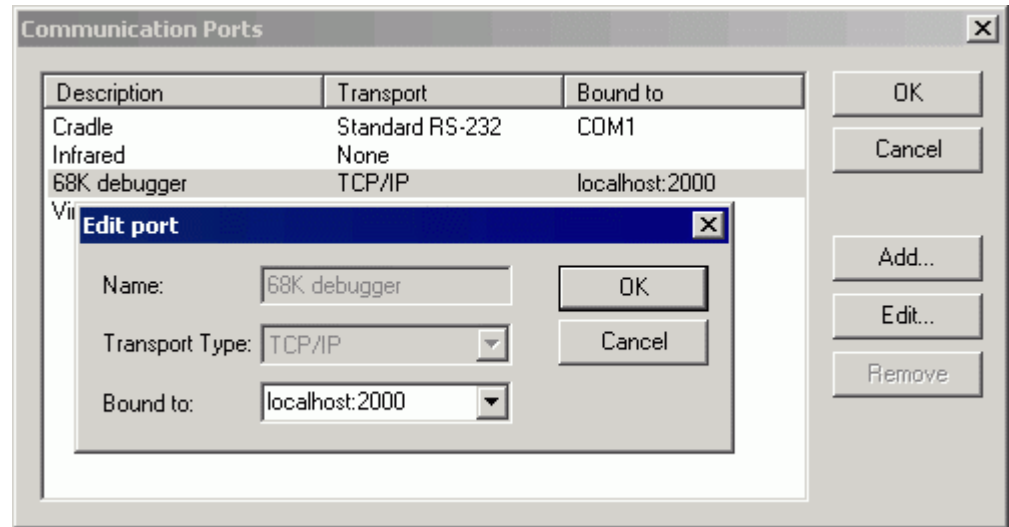 Communication Ports
Description Transport Bound to
OK
Cradle Standard RS-232 COM1
Infrared None
Cancel
68K debugger TCP/IP localhost:2000
Edit port
Name: 68K debugger
OK
Transport Type: TCP/IP
Cancel
Bound to: localhost:2000
Add...
Edit...
Remove